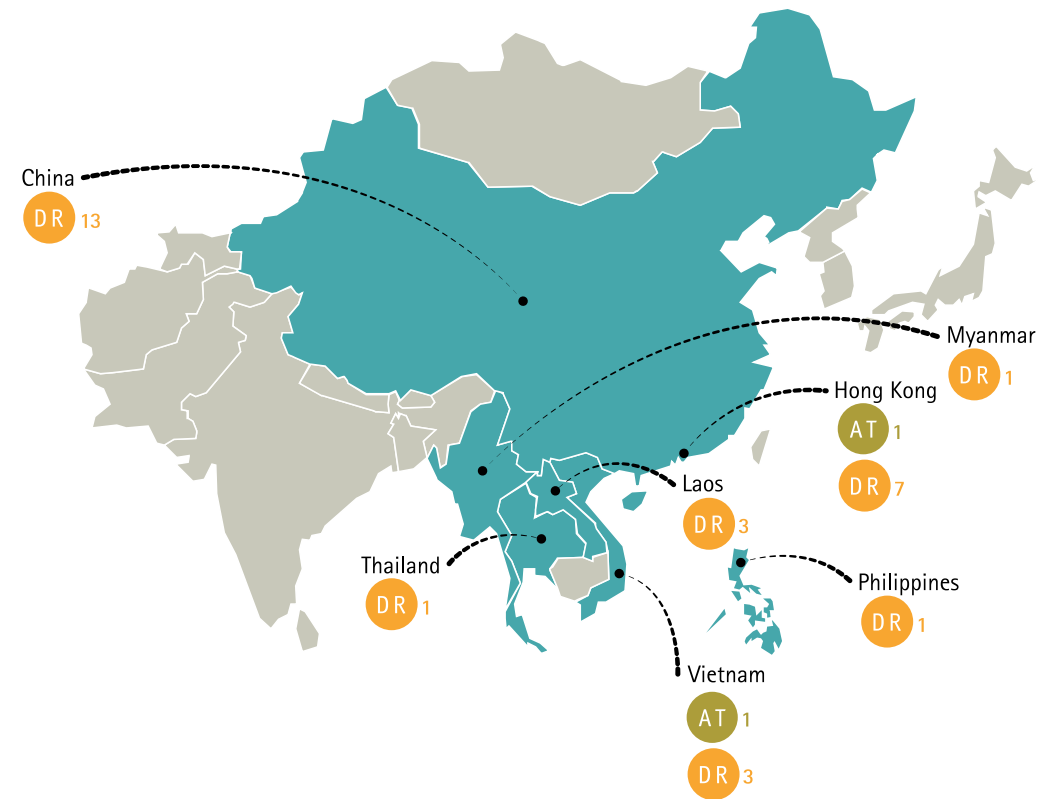 China
DR 13
Myanmar
DR 1
Hong Kong
AT 1
DR 7
Laos
DR 3
Thailand
DR 1
Philippines
DR 1
Vietnam
AT 1
DR 3